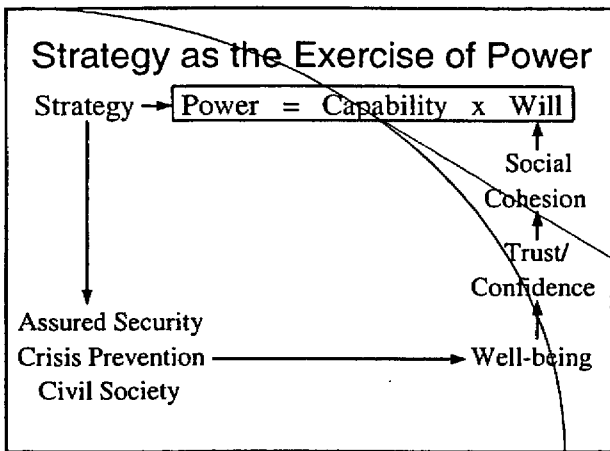 Strategy as the Exercise of Power
Strategy Power = Capability x Will
Social
Cohesion
Trust/
Confidence
Assured Security
Crisis Prevention Well-being
Civil Society